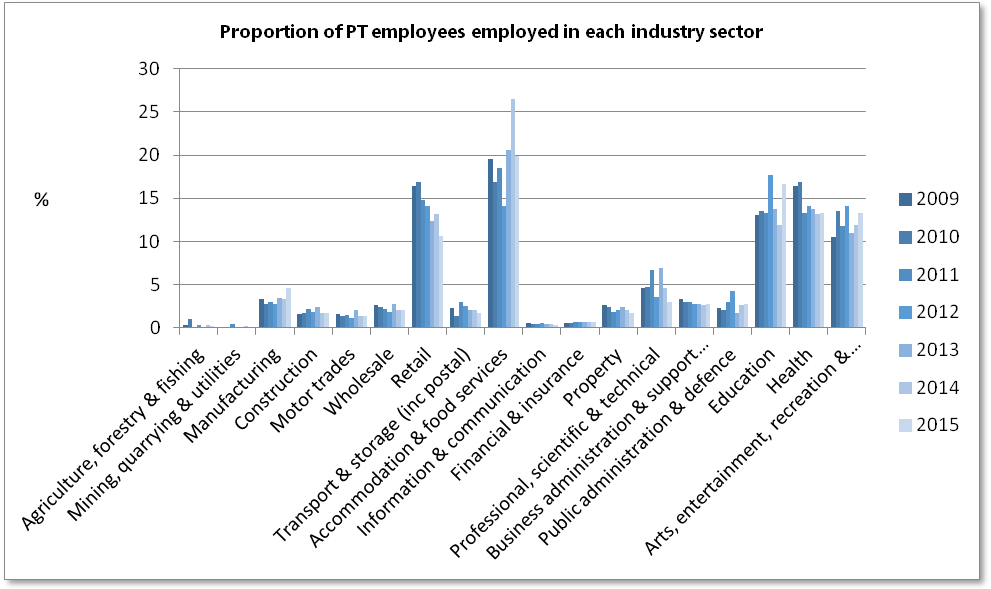 Proportion of PT employees employed in each industry sector
30
25
20
15
10
5
0
%
Agriculture, forestry & fishing
Mining, quarrying & utilities
Manufacturing
Construction
Motor trades
Wholesale
Retail
Transport & storage (inc postal)
Accommodation & food services
Information & communication
Financial & insurance
Property
Professional, scientific & technical
Business administration & support...
Public administration & defence
Education
Health
Arts, entertainment, recreation &...
2009
2010
2011
2012
2013
2014
2015